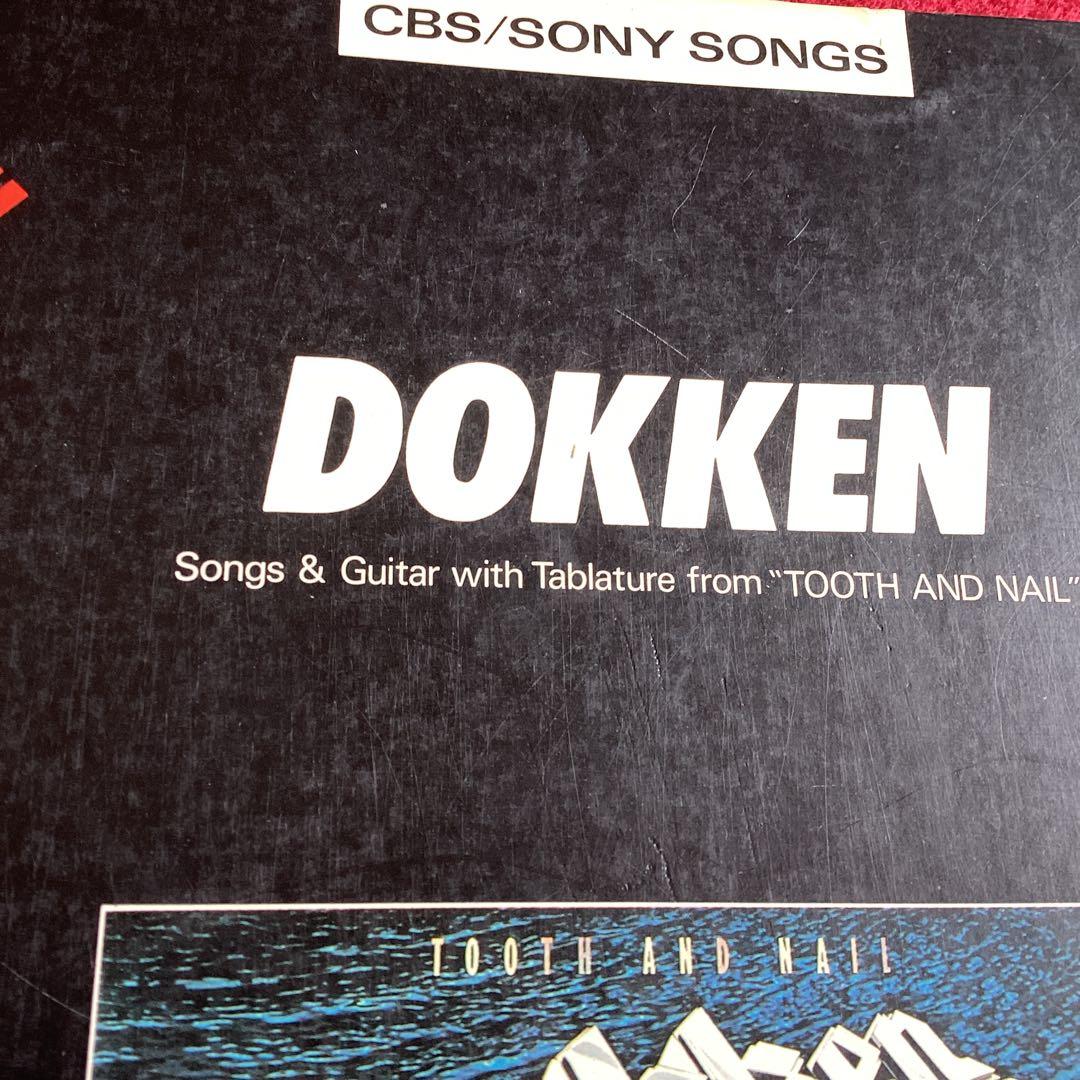 CBS/SONY SONGS
DOKKEN
Songs & Guitar with Tablature from "TOOTH AND NAIL"
TOOTH AND NAIL